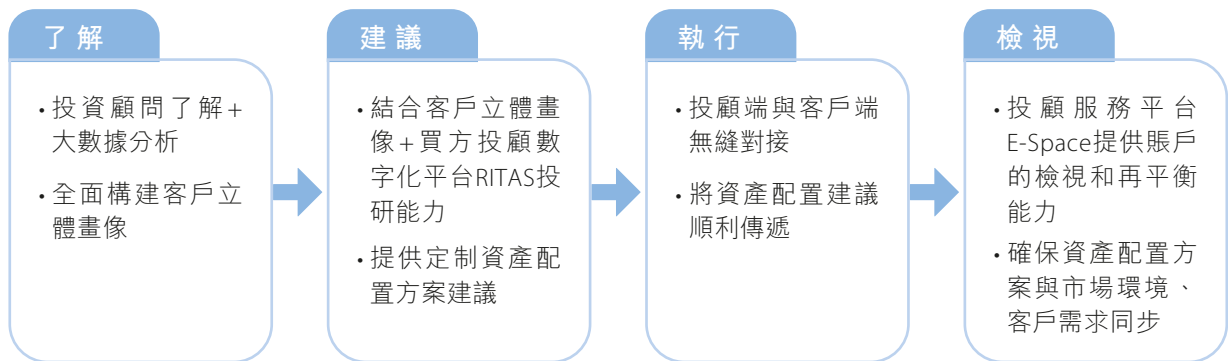 了解
•投資顧問了解+
大數據分析
•全面構建客戶立
體畫像
建議
•結合客戶立體畫
像+買方投顧數
字化平台RITAS投
研能力
•提供定制資產配
置方案建議
執行
•投顧端與客戶端
無縫對接
•將資產配置建議
順利傳遞
檢視
•投顧服務平台
E-Space提供賬戶
的檢視和再平衡
能力
•確保資產配置方
案與市場環境、
客戶需求同步